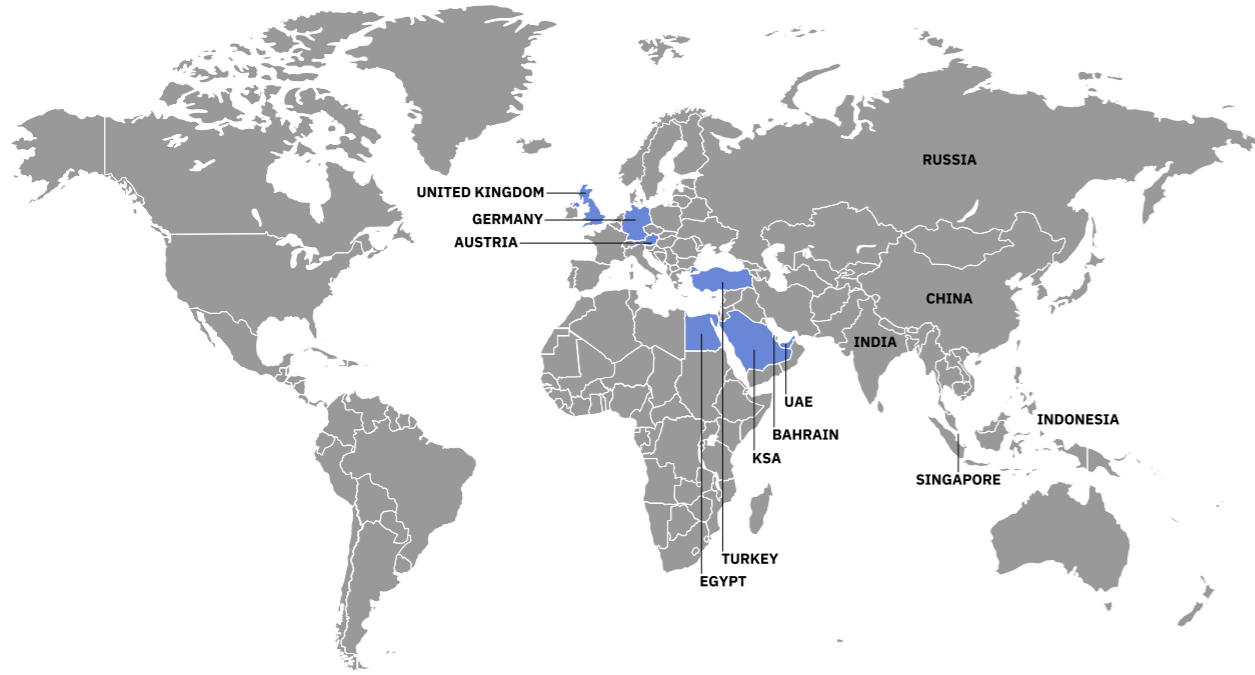 RUSSIA
UNITED KINGDOM
GERMANY
AUSTRIA
CHINA
INDIA
UAE
INDONESIA
BAHRAIN
KSA
SINGAPORE
TURKEY
EGYPT